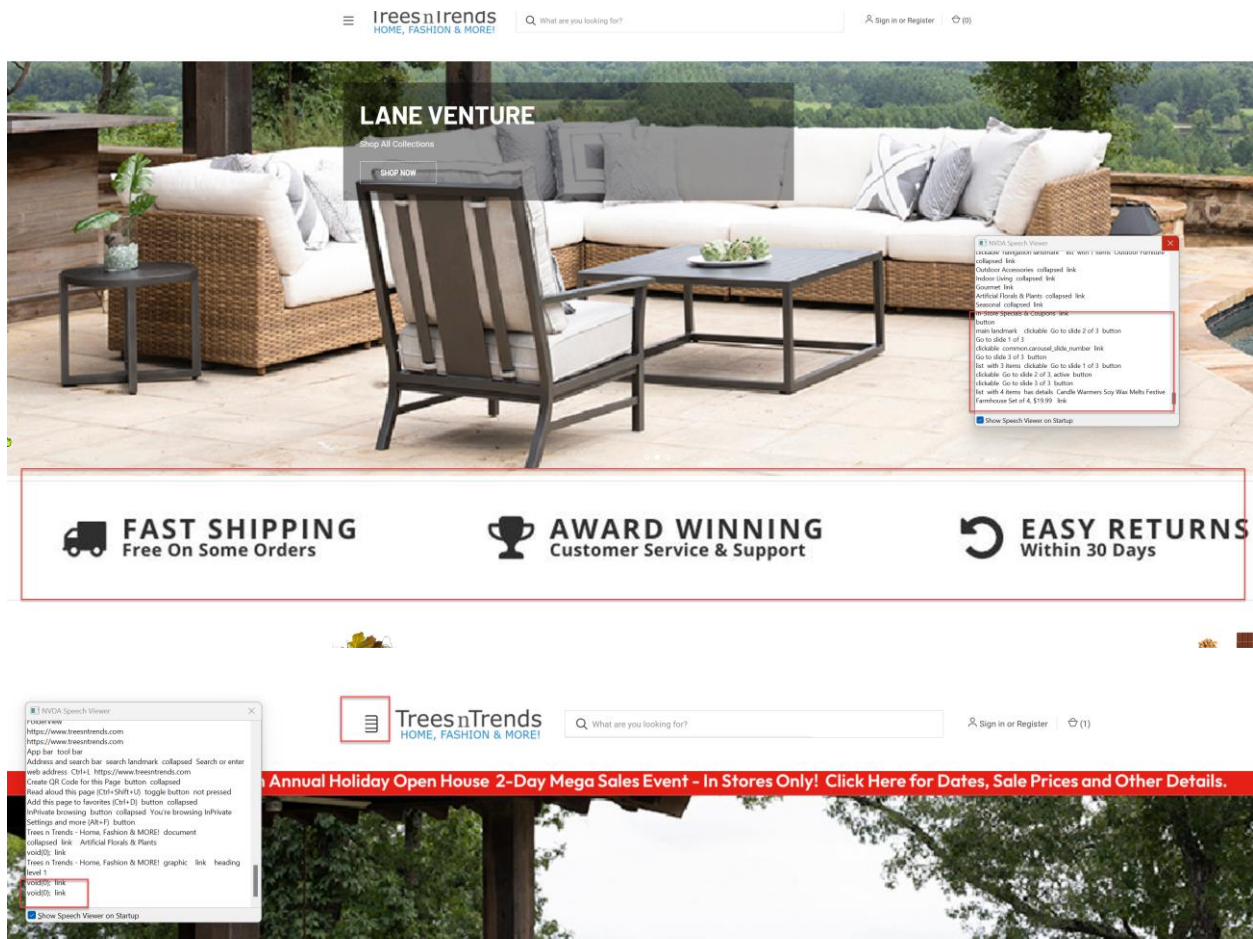 TreesnTrends
HOME, FASHION & MORE!
What are you looking for?
Sign in or Register
(0)
LANE VENTURE
Shop All Collections
SHOP NOW
NVDA Speech Viewer
clickable navigation landmark list with 7 items Outdoor Furniture
collapsed link
Outdoor Accessories collapsed link
Indoor Living collapsed link
Gourmet link
Artificial Florals & Plants collapsed link
Seasonal collapsed link
In-Store Specials & Coupons link
button
main landmark clickable Go to slide 2 of 3 button
Go to slide 1 of 3
clickable common.carousel_slide_number link
Go to slide 3 of 3 button
list with 3 items clickable Go to slide 1 of 3 button
clickable Go to slide 2 of 3, active button
clickable Go to slide 3 of 3 button
list with 4 items has details Candle Warmers Soy Wax Melts Festive
Farmhouse Set of 4, $19.99 link
Show Speech Viewer on Startup
FAST SHIPPING
Free On Some Orders
AWARD WINNING
Customer Service & Support
EASY RETURNS
Within 30 Days
NVDA Speech Viewer
FolderView
https://www.treesntrends.com
https://www.treesntrends.com
App bar tool bar
Address and search bar search landmark collapsed Search or enter
web address Ctrl+L https://www.treesntrends.com
Create QR Code for this Page button collapsed
Read aloud this page (Ctrl+Shift+U) toggle button not pressed
Add this page to favorites (Ctrl+D) button collapsed
InPrivate browsing button collapsed You're browsing InPrivate
Settings and more (Alt+F) button
Trees n Trends - Home, Fashion & MORE! document
collapsed link Artificial Florals & Plants
void(0); link
Trees n Trends - Home, Fashion & MORE! graphic link heading
level 1
void(0); link
void(0); link
Show Speech Viewer on Startup
TreesnTrends
HOME, FASHION & MORE!
What are you looking for?
Sign in or Register
(1)
Annual Holiday Open House 2-Day Mega Sales Event - In Stores Only! Click Here for Dates, Sale Prices and Other Details.